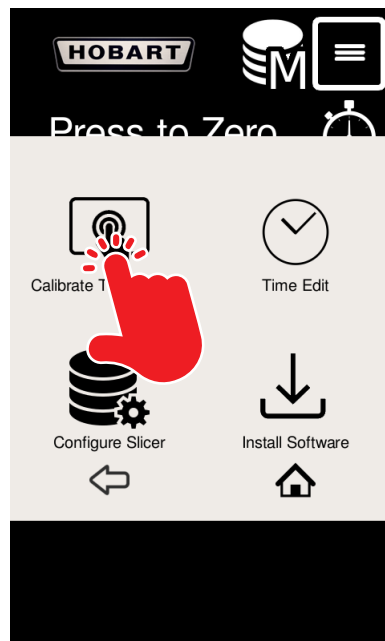 HOBART
M
Press to Zero
Calibrate T
Time Edit
Configure Slicer
Install Software